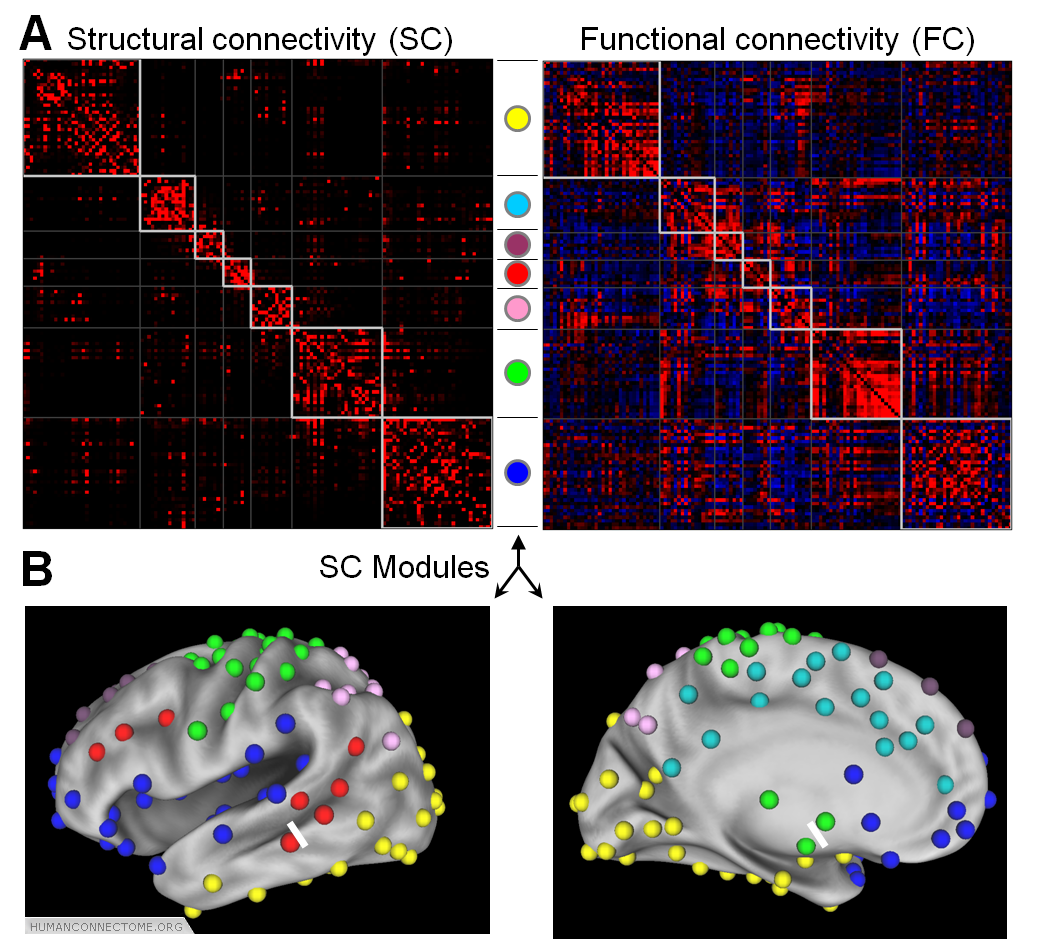 A Structural connectivity (SC)
Functional connectivity (FC)
B
SC Modules
HUMANCONNECTOME.ORG